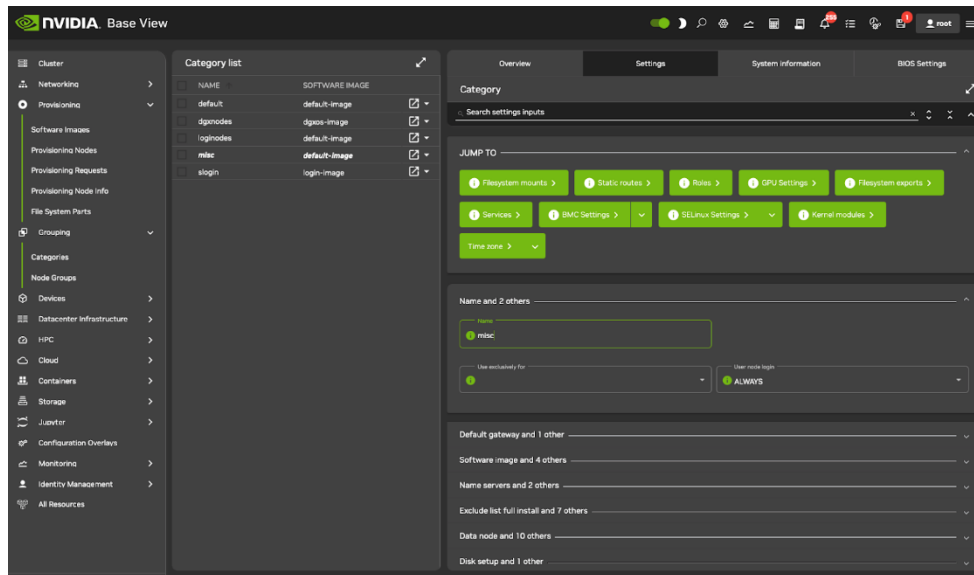 NVIDIA. Base View
255
1
root
Cluster
Networking
Provisioning
Software Images
Provisioning Nodes
Provisioning Requests
Provisioning Node Info
File System Parts
Grouping
Categories
Node Groups
Devices
Datacenter Infrastructure
HPC
Cloud
Containers
Storage
Jupyter
Configuration Overlays
Monitoring
Identity Management
All Resources
Category list
NAME SOFTWARE IMAGE
default default-image
dgxnodes dgxos-image
loginodes default-image
misc default-image
slogin login-image
Overview Settings System information BIOS Settings
Category
Search settings inputs
JUMP TO
Filesystem mounts > Static routes > Roles > GPU Settings > Filesystem exports >
Services > BMC Settings > SELinux Settings > Kernel modules >
Time zone >
Name and 2 others
Name
misc
Use exclusively for User node login
ALWAYS
Default gateway and 1 other
Software image and 4 others
Name servers and 2 others
Exclude list full install and 7 others
Data node and 10 others
Disk setup and 1 other